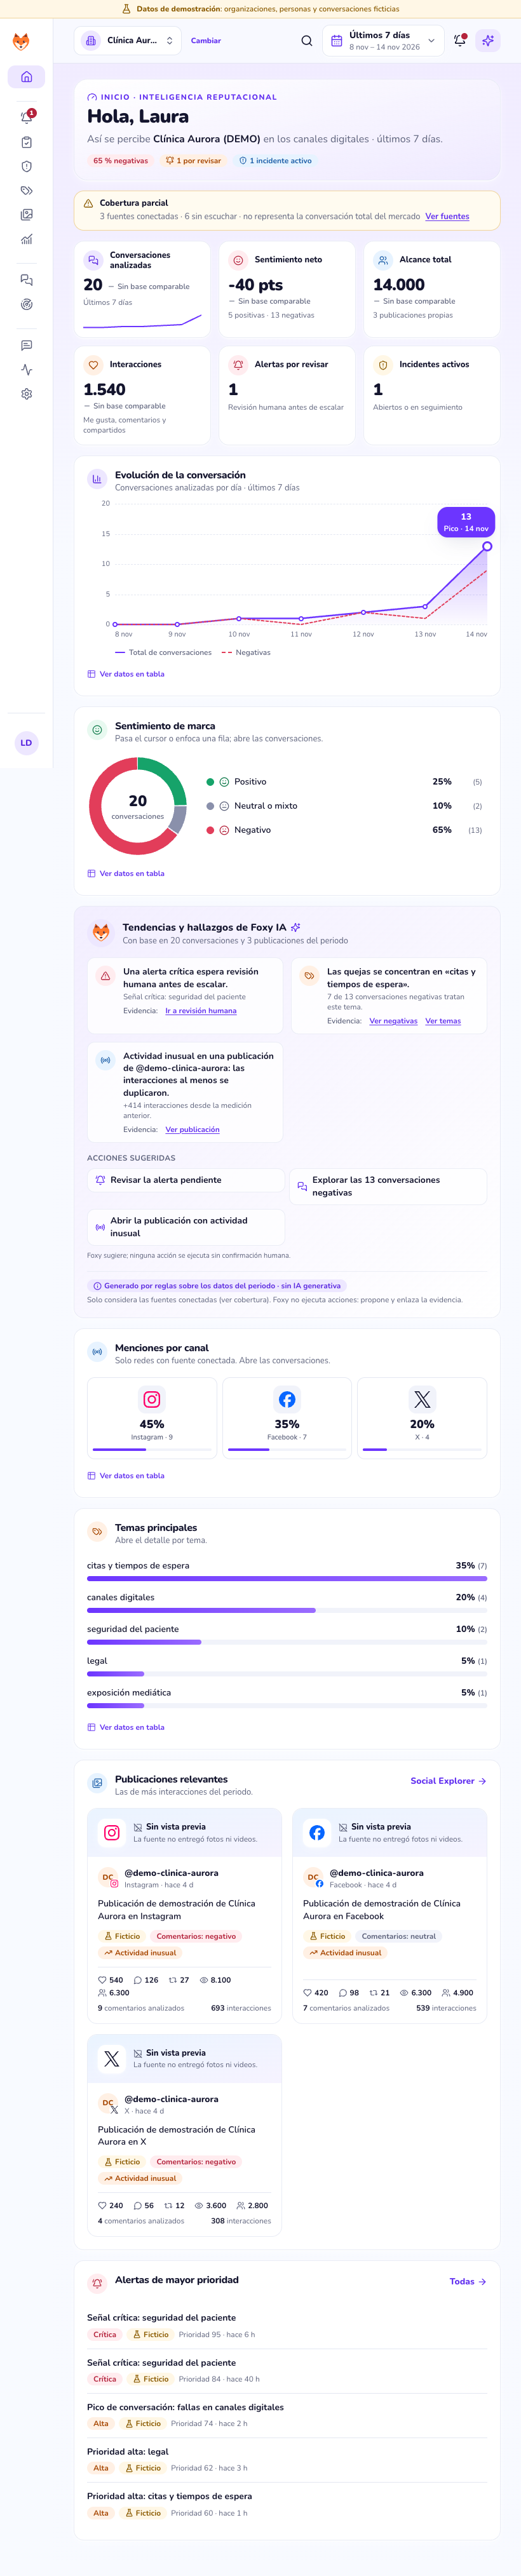 Datos de demostración: organizaciones, personas y conversaciones ficticias
Clínica Aur...
Cambiar
Últimos 7 días
8 nov – 14 nov 2026
1
LD
INICIO · INTELIGENCIA REPUTACIONAL
Hola, Laura
Así se percibe Clínica Aurora (DEMO) en los canales digitales · últimos 7 días.
65 % negativas
1 por revisar
1 incidente activo
Cobertura parcial
3 fuentes conectadas · 6 sin escuchar · no representa la conversación total del mercado Ver fuentes
Conversaciones
analizadas
20 — Sin base comparable
Últimos 7 días
Sentimiento neto
-40 pts
— Sin base comparable
5 positivas · 13 negativas
Alcance total
14.000
— Sin base comparable
3 publicaciones propias
Interacciones
1.540
— Sin base comparable
Me gusta, comentarios y
compartidos
Alertas por revisar
1
Revisión humana antes de escalar
Incidentes activos
1
Abiertos o en seguimiento
Evolución de la conversación
Conversaciones analizadas por día · últimos 7 días
20
15
10
5
0
13
Pico · 14 nov
8 nov
9 nov
10 nov
11 nov
12 nov
13 nov
14 nov
Total de conversaciones
Negativas
Ver datos en tabla
Sentimiento de marca
Pasa el cursor o enfoca una fila; abre las conversaciones.
20
conversaciones
Positivo 25% (5)
Neutral o mixto 10% (2)
Negativo 65% (13)
Ver datos en tabla
Tendencias y hallazgos de Foxy IA
Con base en 20 conversaciones y 3 publicaciones del periodo
Una alerta crítica espera revisión
humana antes de escalar.
Señal crítica: seguridad del paciente
Evidencia: Ir a revisión humana
Las quejas se concentran en «citas y
tiempos de espera».
7 de 13 conversaciones negativas tratan
este tema.
Evidencia: Ver negativas Ver temas
Actividad inusual en una publicación
de @demo-clinica-aurora: las
interacciones al menos se
duplicaron.
+414 interacciones desde la medición
anterior.
Evidencia: Ver publicación
ACCIONES SUGERIDAS
Revisar la alerta pendiente
Explorar las 13 conversaciones
negativas
Abrir la publicación con actividad
inusual
Foxy sugiere; ninguna acción se ejecuta sin confirmación humana.
Generado por reglas sobre los datos del periodo · sin IA generativa
Solo considera las fuentes conectadas (ver cobertura). Foxy no ejecuta acciones: propone y enlaza la evidencia.
Menciones por canal
Solo redes con fuente conectada. Abre las conversaciones.
45%
Instagram · 9
35%
Facebook · 7
20%
X · 4
Ver datos en tabla
Temas principales
Abre el detalle por tema.
citas y tiempos de espera 35% (7)
canales digitales 20% (4)
seguridad del paciente 10% (2)
legal 5% (1)
exposición mediática 5% (1)
Ver datos en tabla
Publicaciones relevantes
Las de más interacciones del periodo.
Social Explorer →
Sin vista previa
La fuente no entregó fotos ni videos.
DC
@demo-clinica-aurora
Instagram · hace 4 d
Publicación de demostración de Clínica
Aurora en Instagram
Ficticio
Comentarios: negativo
Actividad inusual
540 126 27 8.100
6.300
9 comentarios analizados 693 interacciones
Sin vista previa
La fuente no entregó fotos ni videos.
DC
@demo-clinica-aurora
Facebook · hace 4 d
Publicación de demostración de Clínica
Aurora en Facebook
Ficticio
Comentarios: neutral
Actividad inusual
420 98 21 6.300 4.900
7 comentarios analizados 539 interacciones
Sin vista previa
La fuente no entregó fotos ni videos.
DC
@demo-clinica-aurora
X · hace 4 d
Publicación de demostración de Clínica
Aurora en X
Ficticio
Comentarios: negativo
Actividad inusual
240 56 12 3.600 2.800
4 comentarios analizados 308 interacciones
Alertas de mayor prioridad
Todas →
Señal crítica: seguridad del paciente
Crítica Ficticio Prioridad 95 · hace 6 h
Señal crítica: seguridad del paciente
Crítica Ficticio Prioridad 84 · hace 40 h
Pico de conversación: fallas en canales digitales
Alta Ficticio Prioridad 74 · hace 2 h
Prioridad alta: legal
Alta Ficticio Prioridad 62 · hace 3 h
Prioridad alta: citas y tiempos de espera
Alta Ficticio Prioridad 60 · hace 1 h